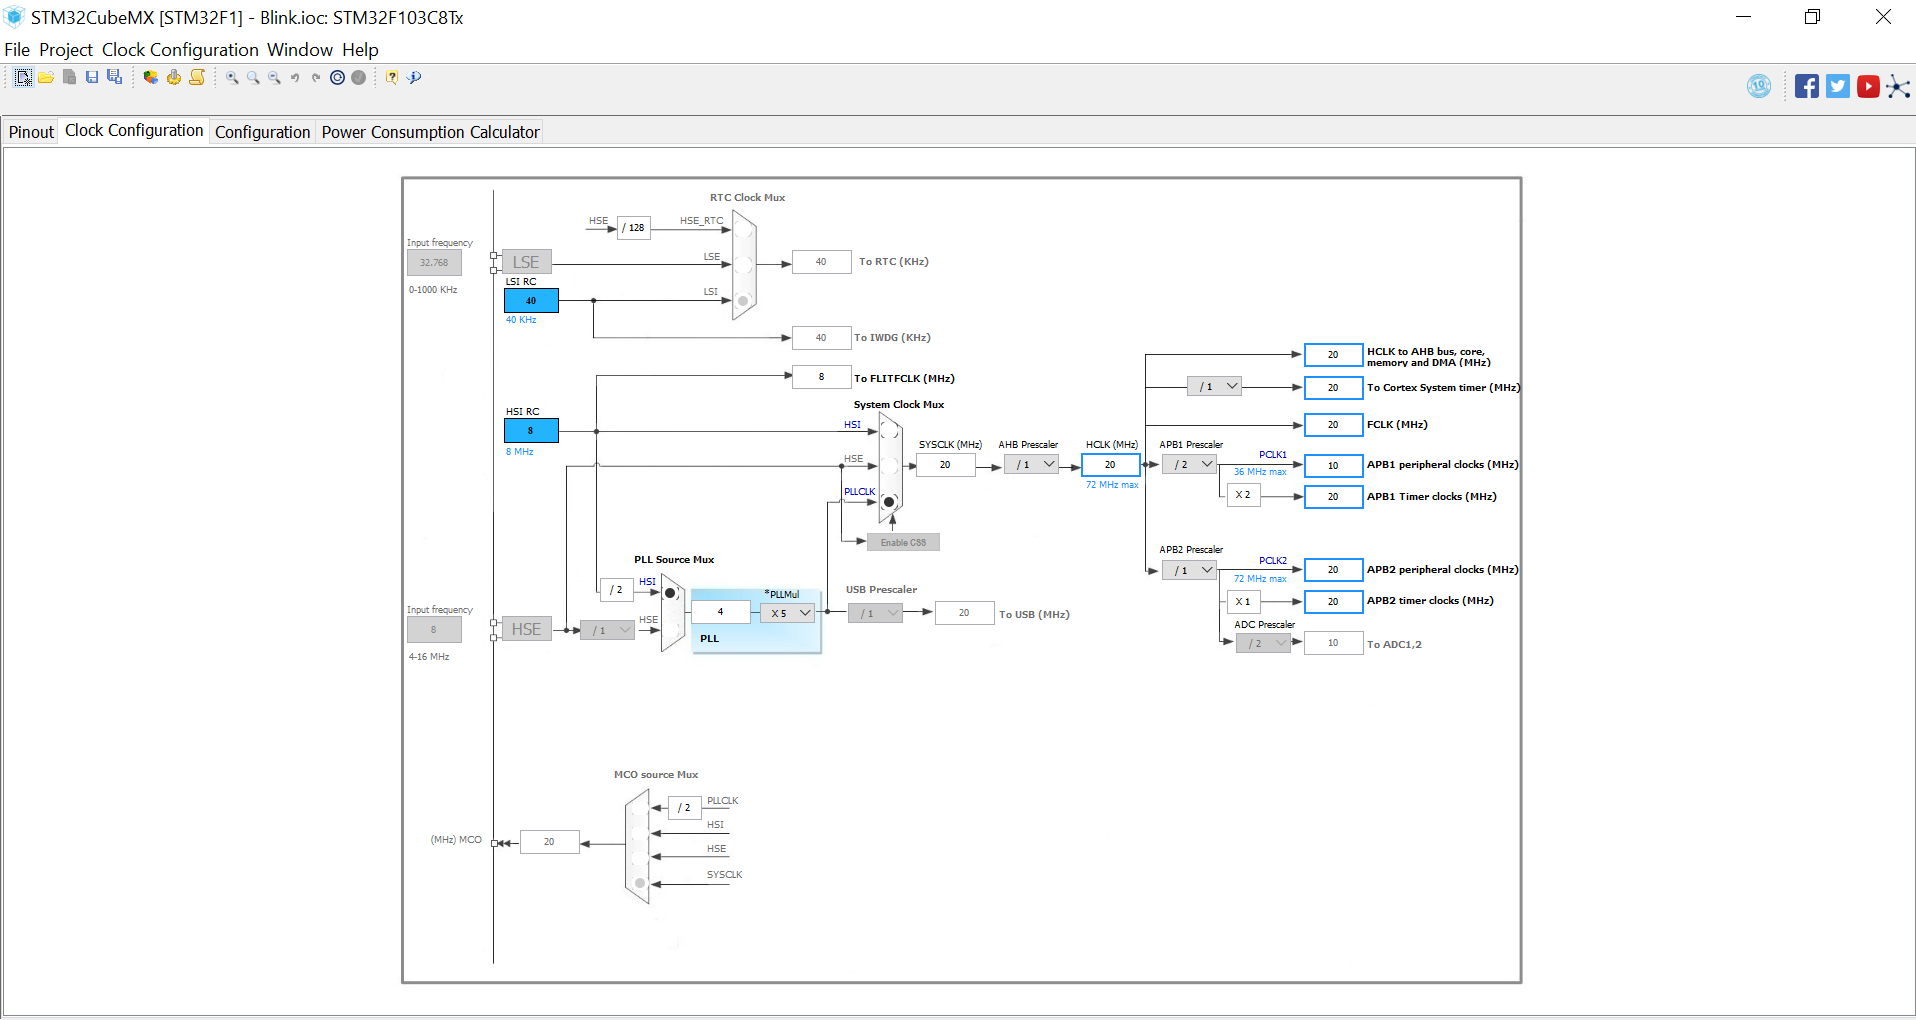 STM32CubeMX [STM32F1] - Blink.ioc: STM32F103C8Tx
File Project Clock Configuration Window Help
10
Pinout Clock Configuration Configuration Power Consumption Calculator
RTC Clock Mux
HSE / 128 HSE_RTC
Input frequency
32.768 LSE LSE 40 To RTC (KHz)
0-1000 KHz
LSI RC
40 LSI
40 KHz
40 To IWDG (KHz)
8 To FLITFCLK (MHz)
20 HCLK to AHB bus, core,
memory and DMA (MHz)
/ 1 20 To Cortex System timer (MHz)
System Clock Mux
HSI RC
8 HSI
8 MHz
20 FCLK (MHz)
SYSCLK (MHz) AHB Prescaler HCLK (MHz) APB1 Prescaler
HSE 20 / 1 20 / 2 PCLK1 10 APB1 peripheral clocks (MHz)
72 MHz max 36 MHz max
PLLCLK X 2 20 APB1 Timer clocks (MHz)
Enable CSS
PLL Source Mux
APB2 Prescaler
/ 1 PCLK2 20 APB2 peripheral clocks (MHz)
72 MHz max
/ 2 HSI *PLLMul USB Prescaler
X 1 20 APB2 timer clocks (MHz)
4 X 5 / 1 20 To USB (MHz)
Input frequency
8 HSE / 1 HSE
PLL
4-16 MHz
ADC Prescaler
/ 2 10 To ADC1,2
MCO source Mux
/ 2 PLLCLK
HSI
(MHz) MCO 20
HSE
SYSCLK